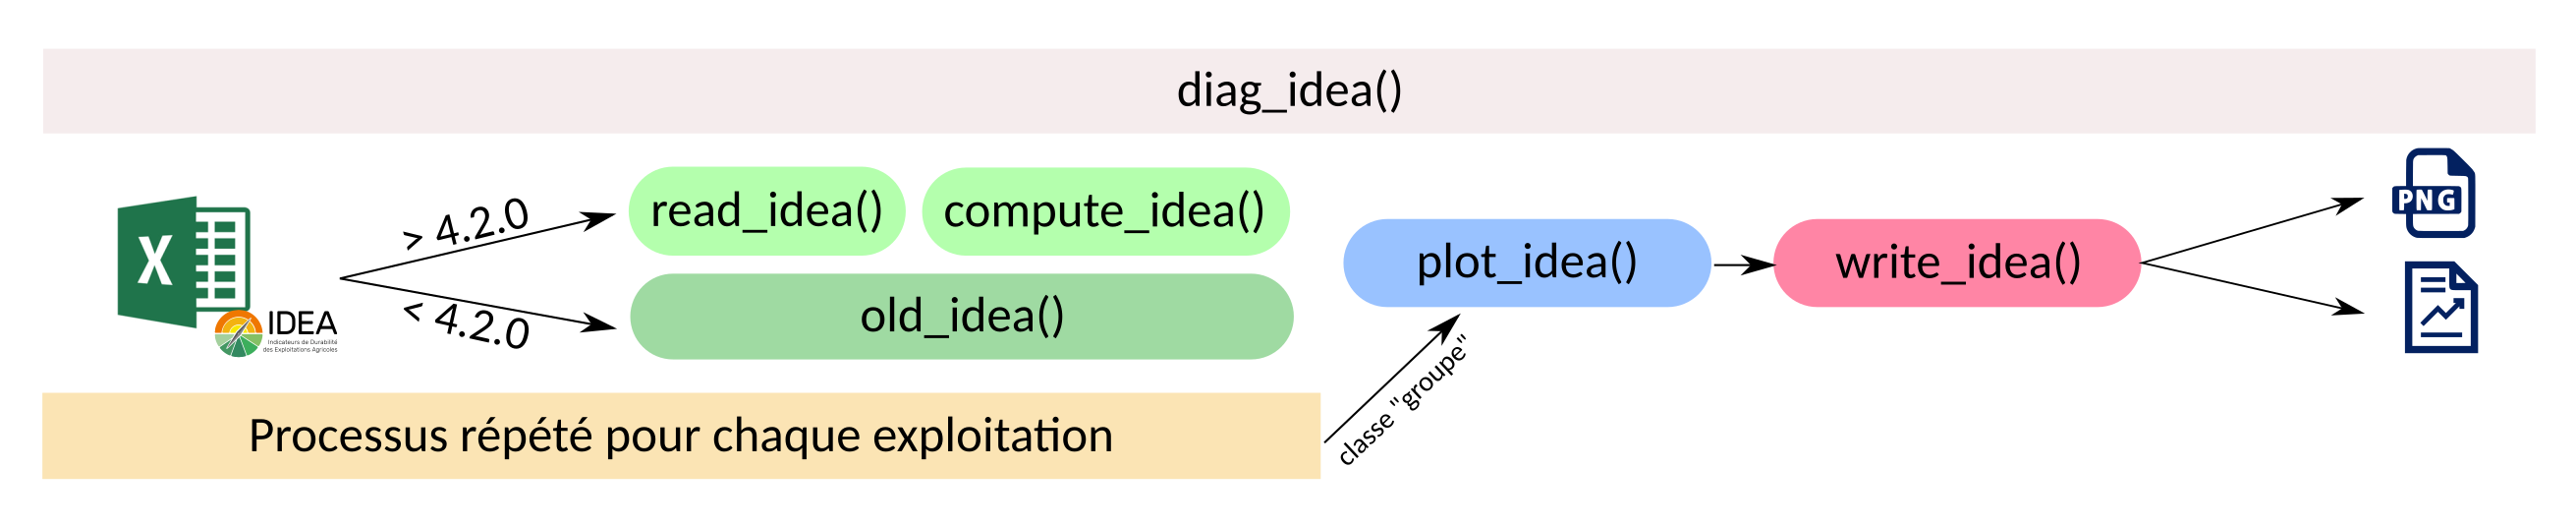 diag_idea()
X
IDEA
Indicateurs de Durabilité
des Exploitations Agricoles
> 4.2.0
< 4.2.0
read_idea()
compute_idea()
old_idea()
plot_idea()
write_idea()
PNG
Processus répété pour chaque exploitation
classe "groupe"